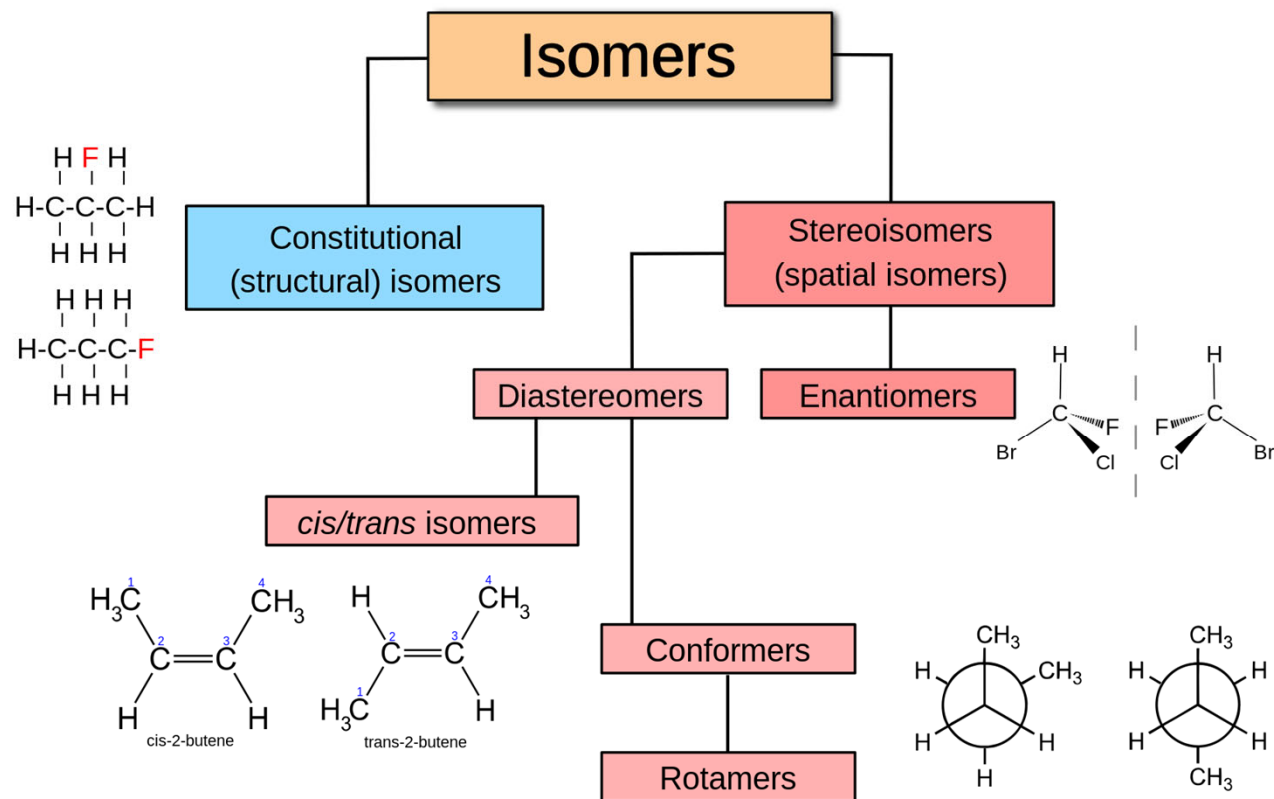 Isomers
H F H
H-C-C-C-H
H H H
H H H
H-C-C-C-F
H H H
Constitutional
(structural) isomers
Stereoisomers
(spatial isomers)
Diastereomers
Enantiomers
H
C
F
Br
Cl
H
F
C
Cl
Br
cis/trans isomers
1
4
H3C
CH3
2
3
C
C
H
H
cis-2-butene
4
H
CH3
2
3
C
C
1
H3C
H
trans-2-butene
Conformers
Rotamers
CH3
H
CH3
H
H
H
CH3
H
H
H
H
CH3